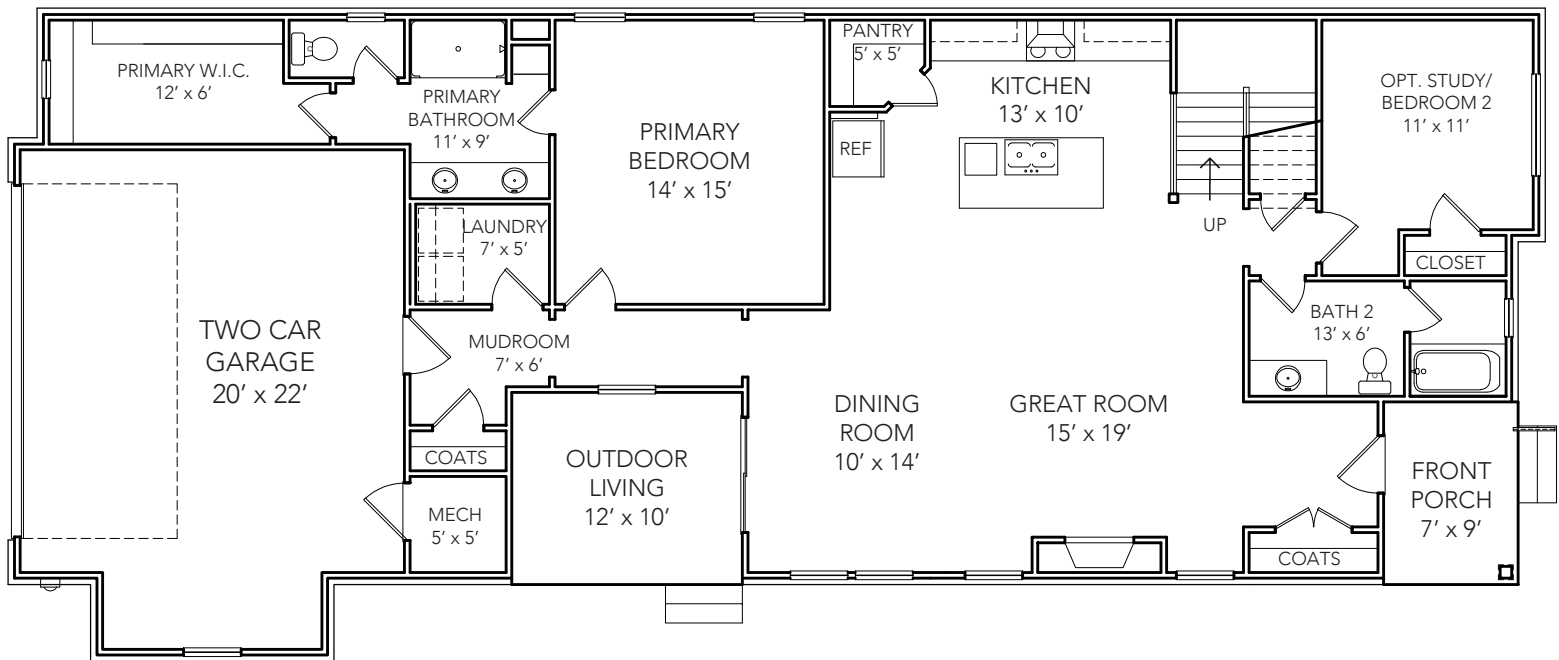 PRIMARY W.I.C.
12' x 6'
PRIMARY
BATHROOM
11' x 9'
PRIMARY
BEDROOM
14' x 15'
PANTRY
5' x 5'
KITCHEN
13' x 10'
REF
UP
OPT. STUDY/
BEDROOM 2
11' x 11'
CLOSET
LAUNDRY
7' x 5'
TWO CAR
GARAGE
20' x 22'
MUDROOM
7' x 6'
COATS
MECH
5' x 5'
OUTDOOR
LIVING
12' x 10'
DINING
ROOM
10' x 14'
GREAT ROOM
15' x 19'
BATH 2
13' x 6'
COATS
FRONT
PORCH
7' x 9'